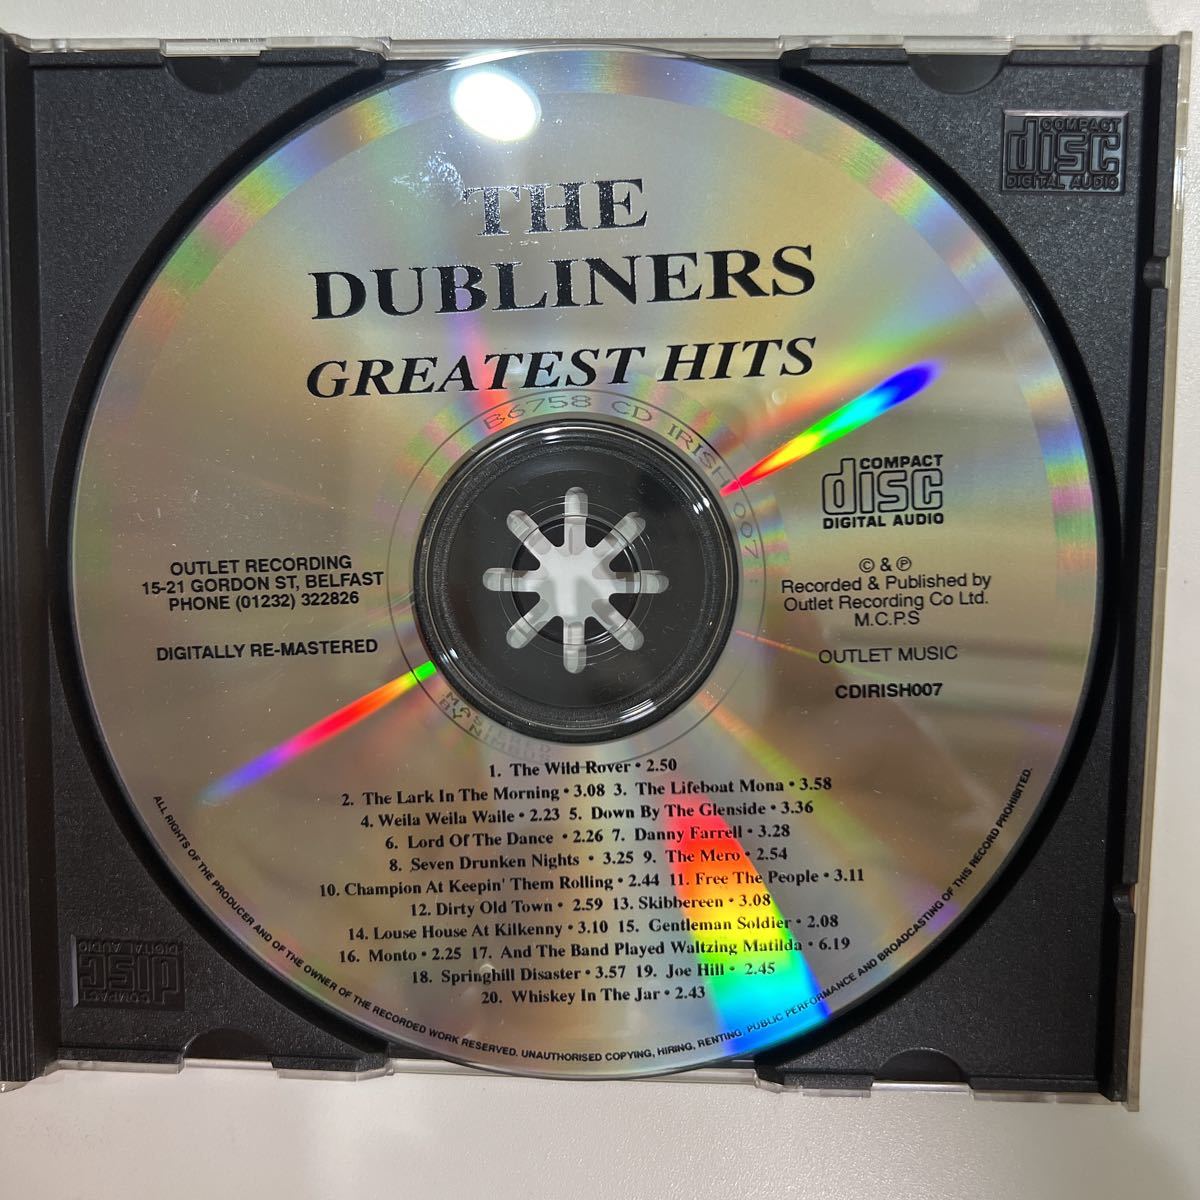 THE
DUBLINERS
GREATEST HITS
B6758 CD IRISH 007
COMPACT
disc
DIGITAL AUDIO
COMPACT
disc
DIGITAL AUDIO
OUTLET RECORDING
15-21 GORDON ST, BELFAST
PHONE (01232) 322826
DIGITALLY RE-MASTERED
© & ℗
Recorded & Published by
Outlet Recording Co Ltd.
M.C.P.S
OUTLET MUSIC
CDIRISH007
MASTERED
BY NIMBUS
1. The Wild Rover • 2.50
2. The Lark In The Morning • 3.08 3. The Lifeboat Mona • 3.58
4. Weila Weila Waile • 2.23 5. Down By The Glenside • 3.36
6. Lord Of The Dance • 2.26 7. Danny Farrell • 3.28
8. Seven Drunken Nights • 3.25 9. The Mero • 2.54
10. Champion At Keepin' Them Rolling • 2.44 11. Free The People • 3.11
12. Dirty Old Town • 2.59 13. Skibbereen • 3.08
14. Louse House At Kilkenny • 3.10 15. Gentleman Soldier • 2.08
16. Monto • 2.25 17. And The Band Played Waltzing Matilda • 6.19
18. Springhill Disaster • 3.57 19. Joe Hill • 2.45
20. Whiskey In The Jar • 2.43
ALL RIGHTS OF THE PRODUCER AND OF THE OWNER OF THE RECORDED WORK RESERVED. UNAUTHORISED COPYING, HIRING, RENTING, PUBLIC PERFORMANCE AND BROADCASTING OF THIS RECORD PROHIBITED.
COMPACT
disc
DIGITAL AUDIO